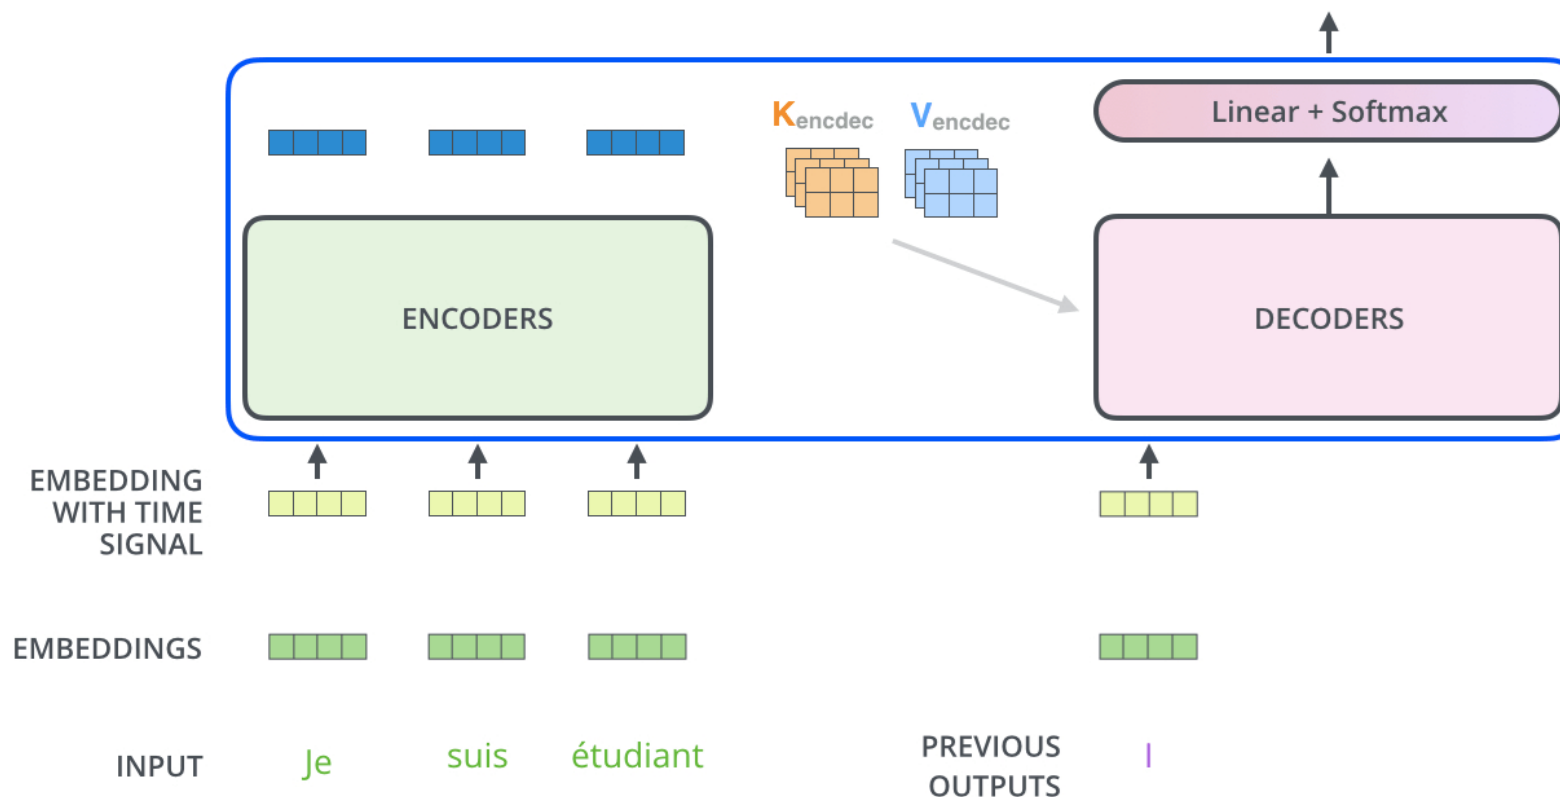 Kencdec
Vencdec
Linear + Softmax
ENCODERS
DECODERS
EMBEDDING
WITH TIME
SIGNAL
EMBEDDINGS
INPUT
Je
suis
étudiant
PREVIOUS
OUTPUTS
I